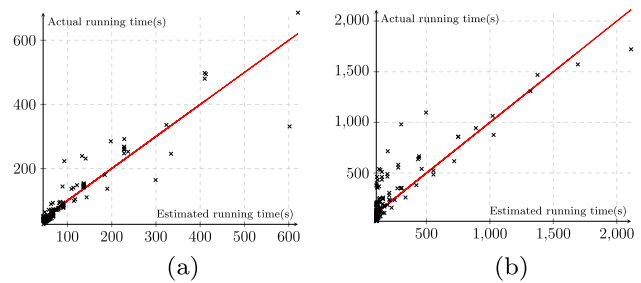 Actual running time(s)
600
400
200
Estimated running time(s)
100 200 300 400 500 600
(a)
Actual running time(s)
2,000
1,500
1,000
500
Estimated running time(s)
500 1,000 1,500 2,000
(b)